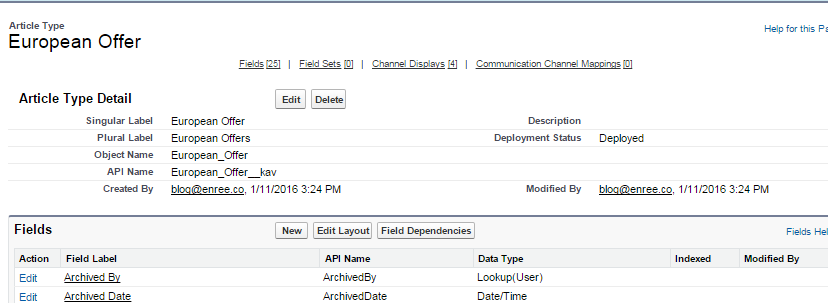 Article Type
European Offer
Help for this Pa
Fields [25] | Field Sets [0] | Channel Displays [4] | Communication Channel Mappings [0]
Article Type Detail Edit Delete
Singular Label European Offer Description
Plural Label European Offers Deployment Status Deployed
Object Name European_Offer
API Name European_Offer__kav
Created By blog@enree.co, 1/11/2016 3:24 PM Modified By blog@enree.co, 1/11/2016 3:24 PM
Fields New Edit Layout Field Dependencies Fields Hel
Action Field Label API Name Data Type Indexed Modified By
Edit Archived By ArchivedBy Lookup(User)
Edit Archived Date ArchivedDate Date/Time